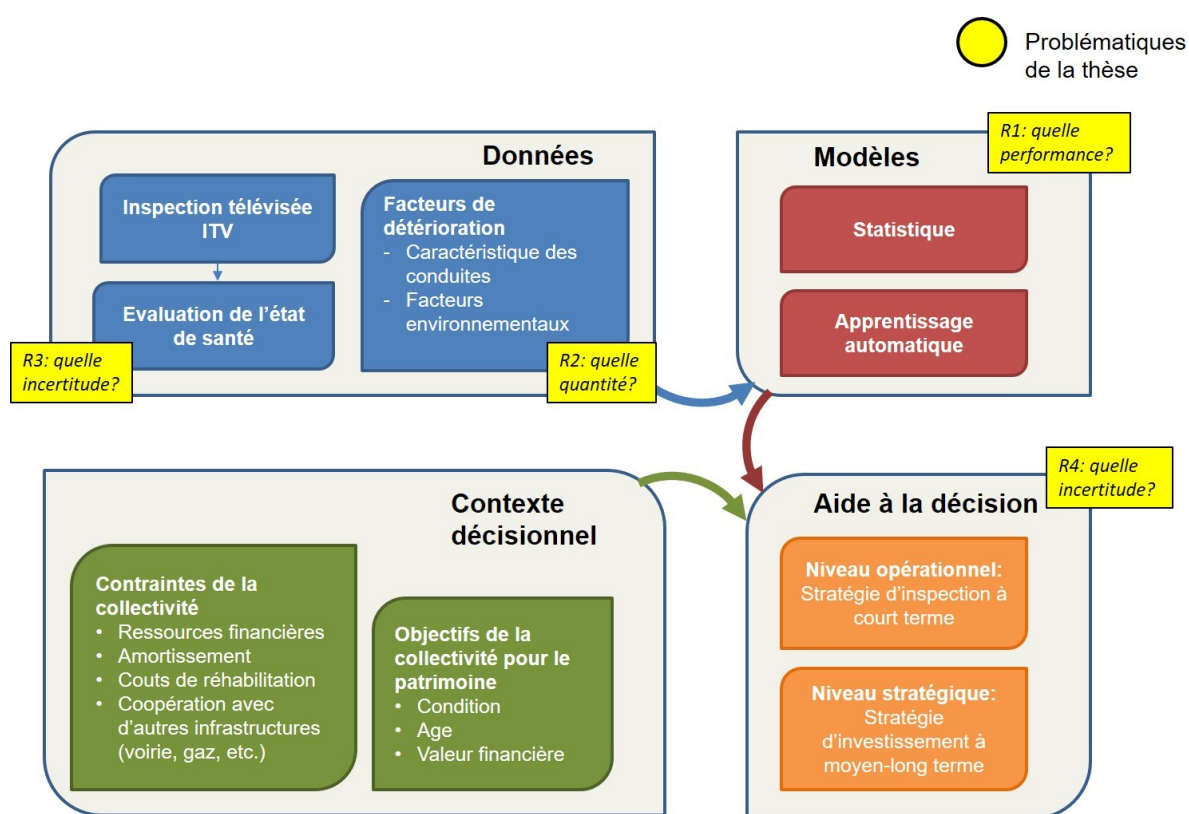 Problématiques
de la thèse
Données
Inspection télévisée
ITV
Evaluation de l'état
de santé
Facteurs de
détérioration
- Caractéristique des
conduites
- Facteurs
environnementaux
R3: quelle
incertitude?
R2: quelle
quantité?
Modèles
R1: quelle
performance?
Statistique
Apprentissage
automatique
Contexte
décisionnel
Contraintes de la
collectivité
• Ressources financières
• Amortissement
• Couts de réhabilitation
• Coopération avec
d'autres infrastructures
(voirie, gaz, etc.)
Objectifs de la
collectivité pour le
patrimoine
• Condition
• Age
• Valeur financière
Aide à la décision
R4: quelle
incertitude?
Niveau opérationnel:
Stratégie d'inspection à
court terme
Niveau stratégique:
Stratégie
d'investissement à
moyen-long terme